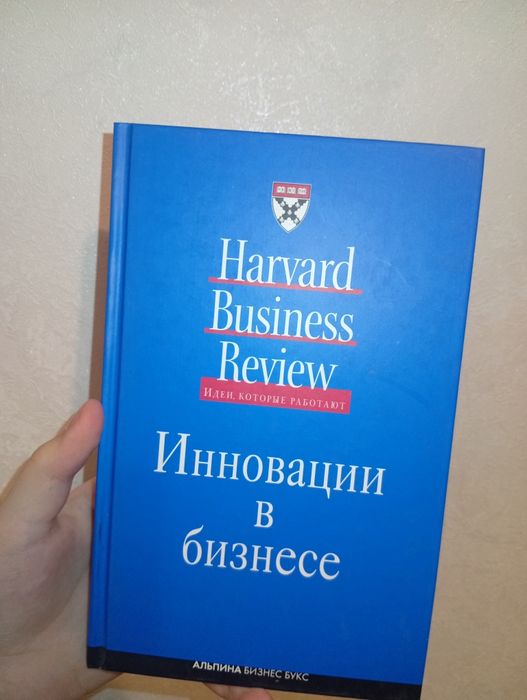 Harvard
Business
Review
Идеи, которые работают
Инновации
в
бизнесе
АЛЬПИНА БИЗНЕС БУКС